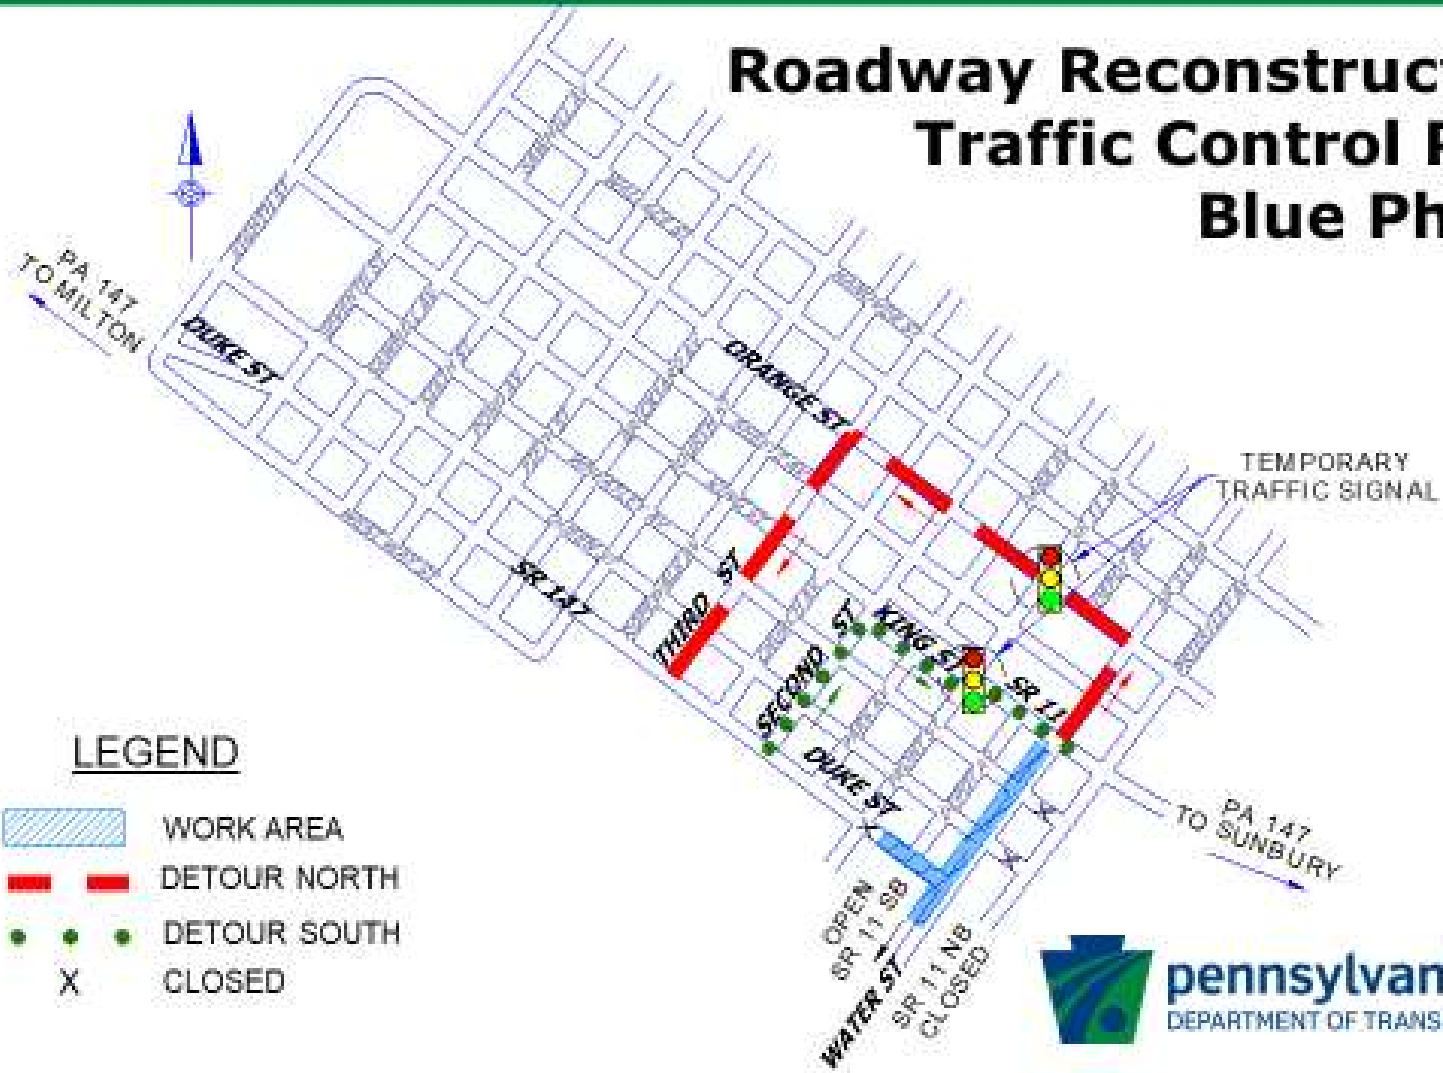 Roadway Reconstruc
Traffic Control P
Blue Ph
PA 147
TO MILTON
DUKE ST
ORANGE ST
TEMPORARY
TRAFFIC SIGNAL
SR 147
THIRD ST
SECOND ST
KING ST
SR 11
DUKE ST
X
X
X
PA 147
TO SUNBURY
OPEN
SR 11 SB
WATER ST
SR 11 NB
CLOSED
LEGEND
WORK AREA
DETOUR NORTH
DETOUR SOUTH
X CLOSED
pennsylvan
DEPARTMENT OF TRANS